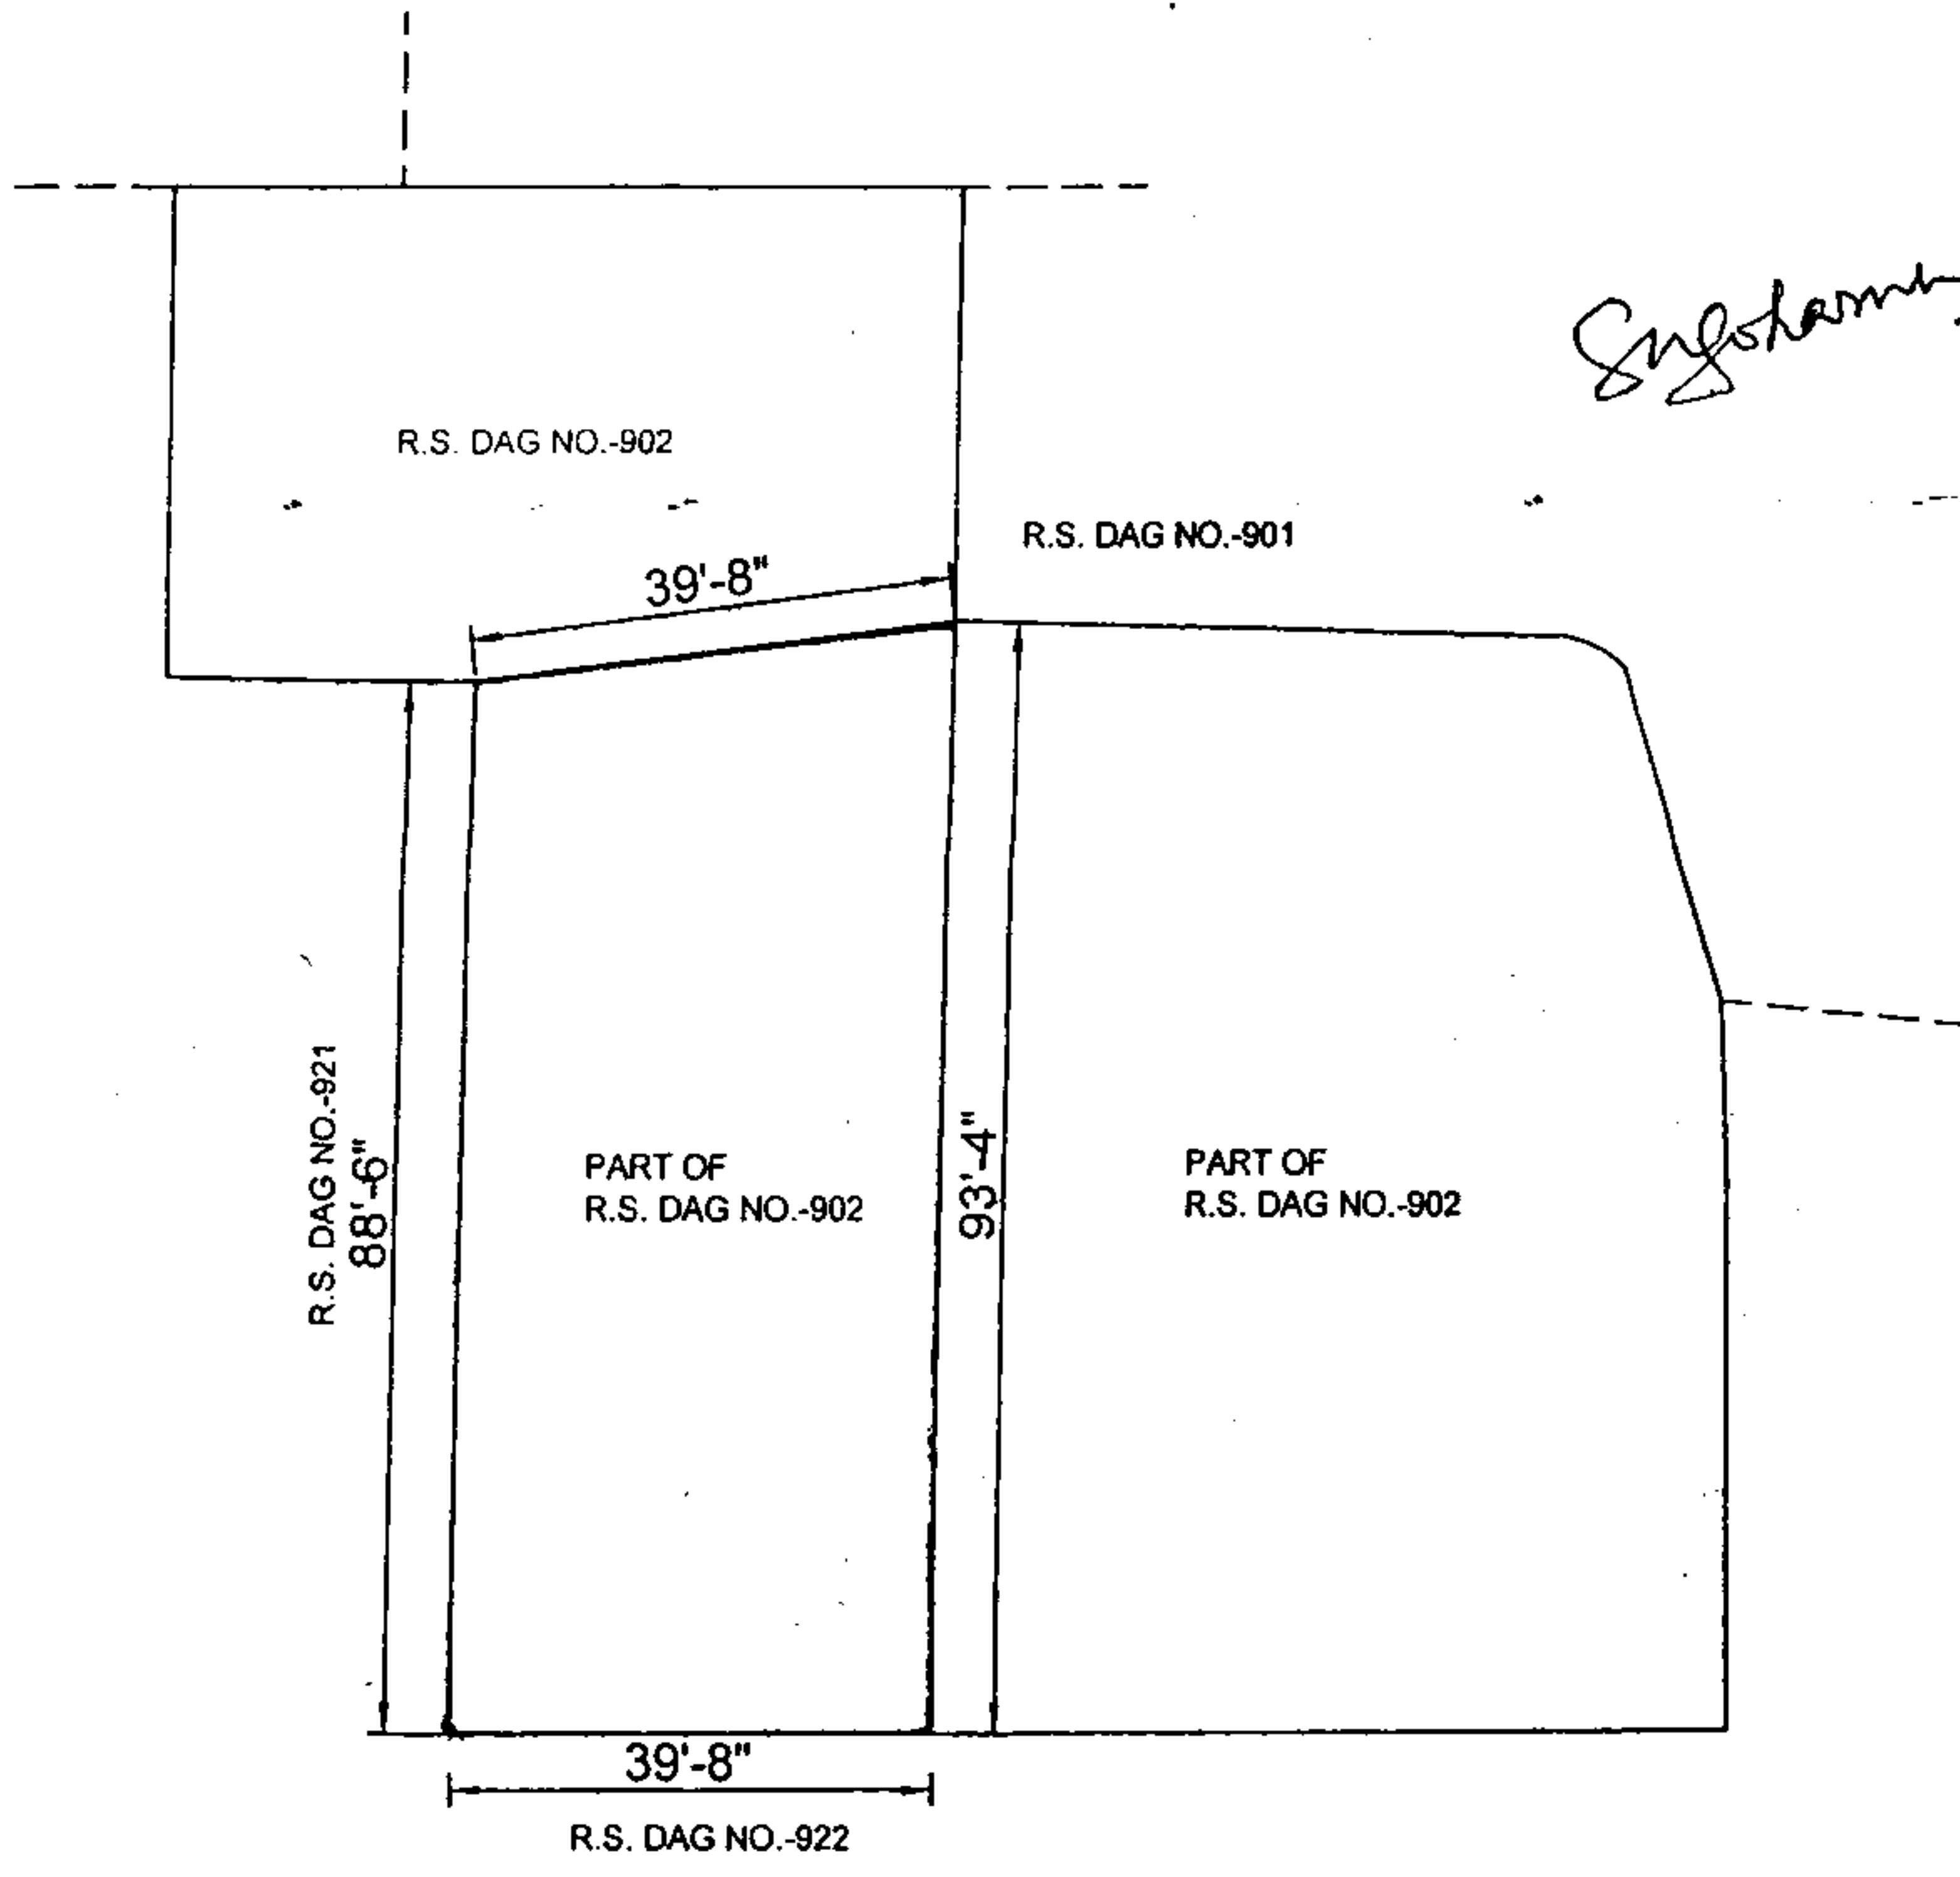 R.S. DAG NO.-902
R.S. DAG NO.-901
39'-8"
R.S. DAG NO.-921
88'-6"
PART OF
R.S. DAG NO.-902
93'-4"
PART OF
R.S. DAG NO.-902
39'-8"
R.S. DAG NO.-922